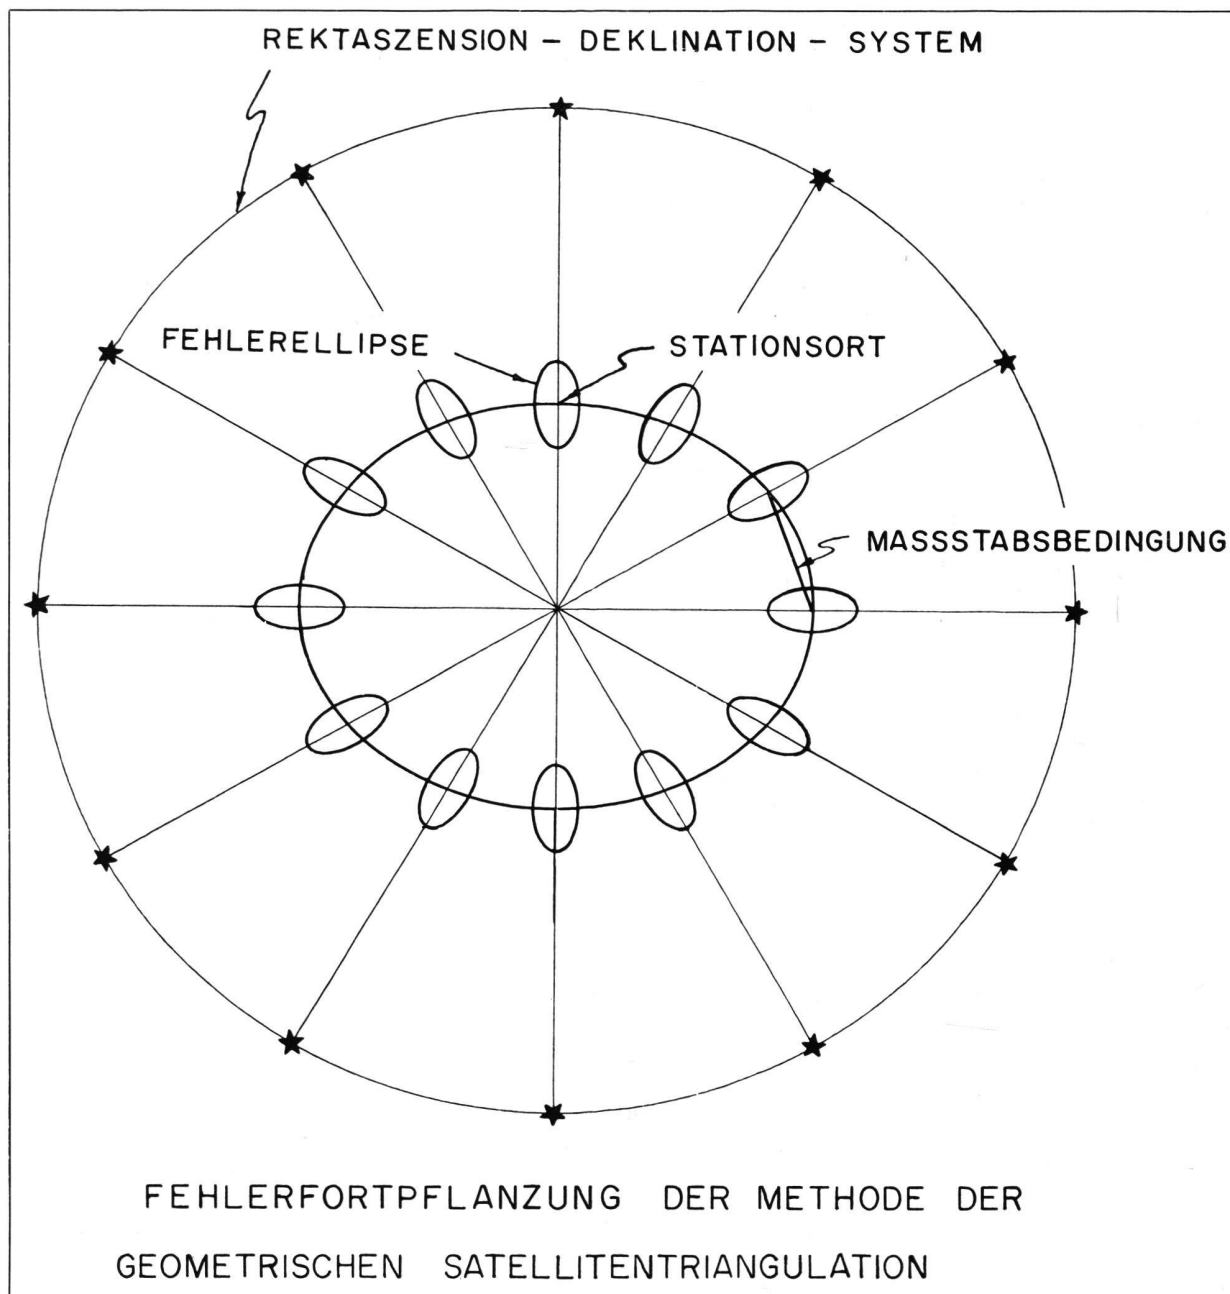 REKTASZENSION – DEKLINATION – SYSTEM
FEHLERELLIPSE
STATIONSORT
MASSSTABSBEDINGUNG
FEHLERFORTPFLANZUNG DER METHODE DER
GEOMETRISCHEN SATELLITENTRIANGULATION